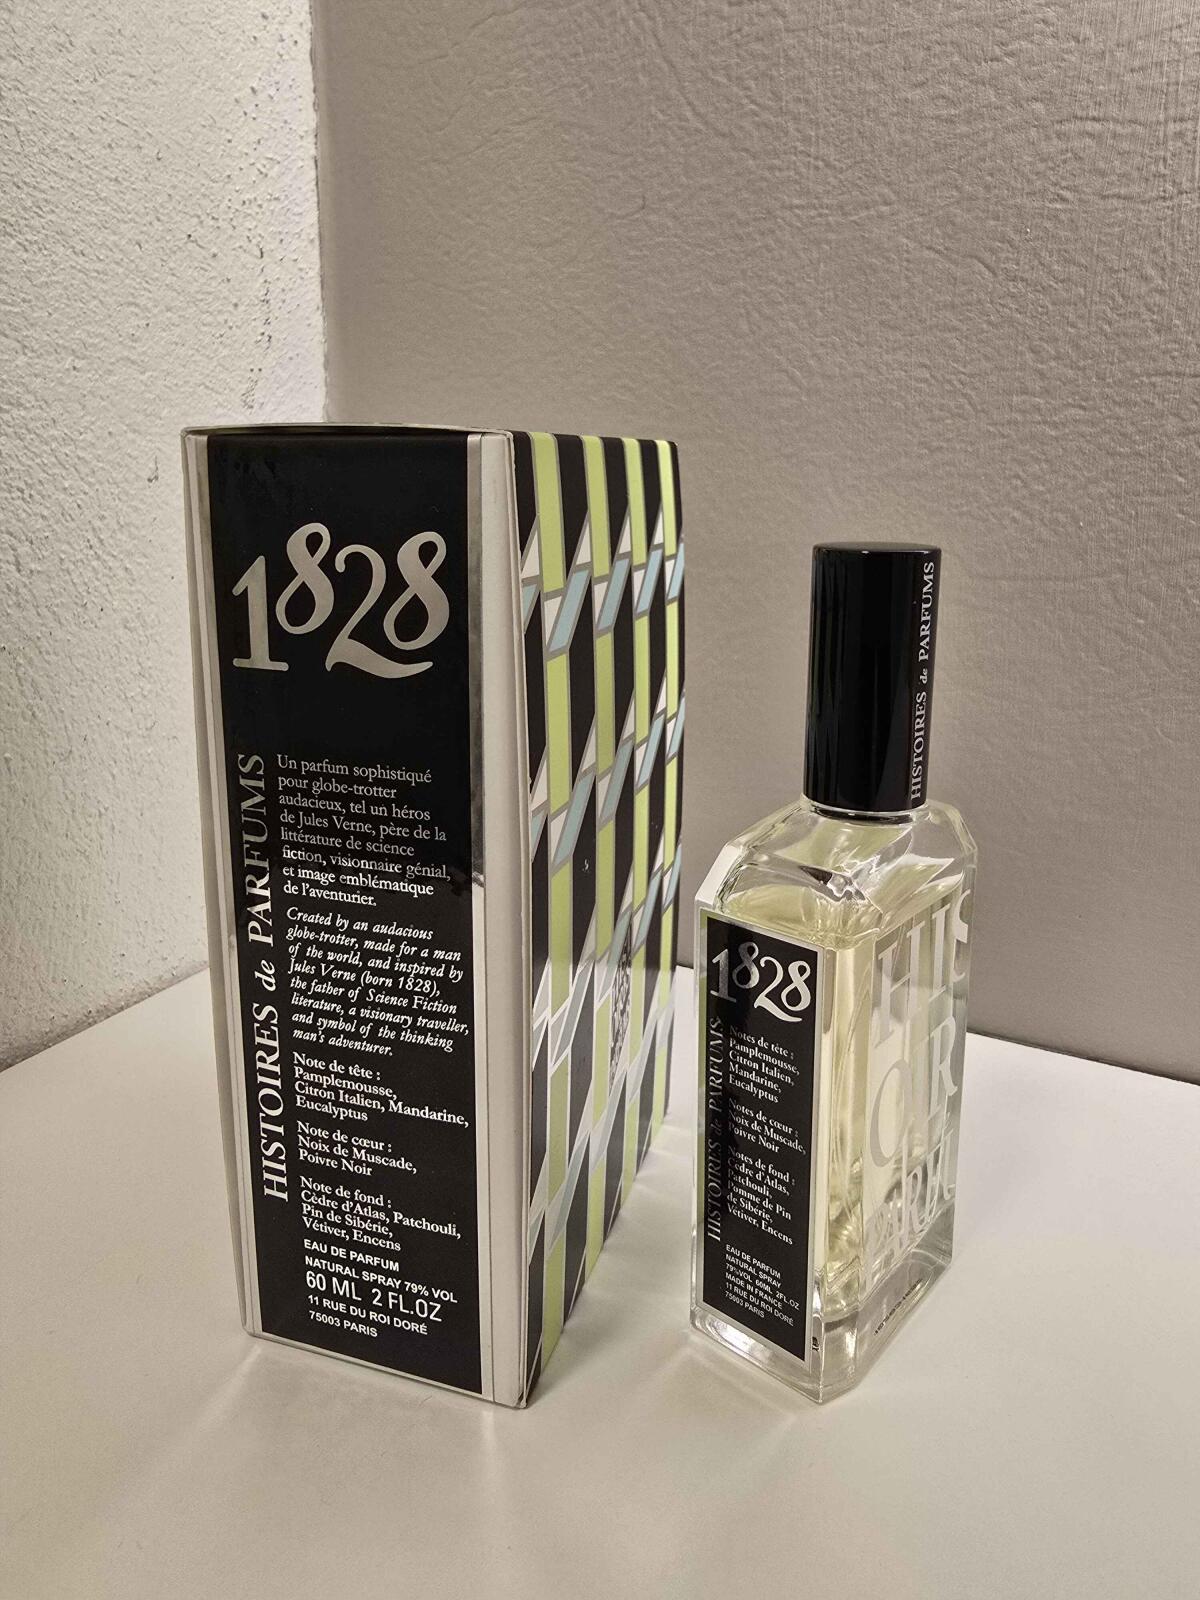 1828
HISTOIRES de PARFUMS
Un parfum sophistiqué
pour globe-trotter
audacieux, tel un héros
de Jules Verne, père de la
littérature de science
fiction, visionnaire génial,
et image emblématique
de l'aventurier.
Created by an audacious
globe-trotter, made for a man
of the world, and inspired by
Jules Verne (born 1828),
the father of Science Fiction
literature, a visionary traveller,
and symbol of the thinking
man's adventurer.
Note de tête :
Pamplemousse,
Citron Italien, Mandarine,
Eucalyptus
Note de cœur :
Noix de Muscade,
Poivre Noir
Note de fond :
Cèdre d'Atlas, Patchouli,
Pin de Sibérie,
Vétiver, Encens
EAU DE PARFUM
NATURAL SPRAY 79% VOL
60 ML 2 FL.OZ
11 RUE DU ROI DORÉ
75003 PARIS
HISTOIRES de PARFUMS
1828
HISTOIRES de PARFUMS
Notes de tête :
Pamplemousse,
Citron Italien,
Mandarine,
Eucalyptus
Notes de cœur :
Noix de Muscade,
Poivre Noir
Notes de fond :
Cèdre d'Atlas,
Patchouli,
Pomme de Pin
de Sibérie,
Vétiver, Encens
EAU DE PARFUM
NATURAL SPRAY
79%VOL 60ML 2FL.OZ
MADE IN FRANCE
11 RUE DU ROI DORÉ
75003 PARIS
HIS
OIR
PARFU